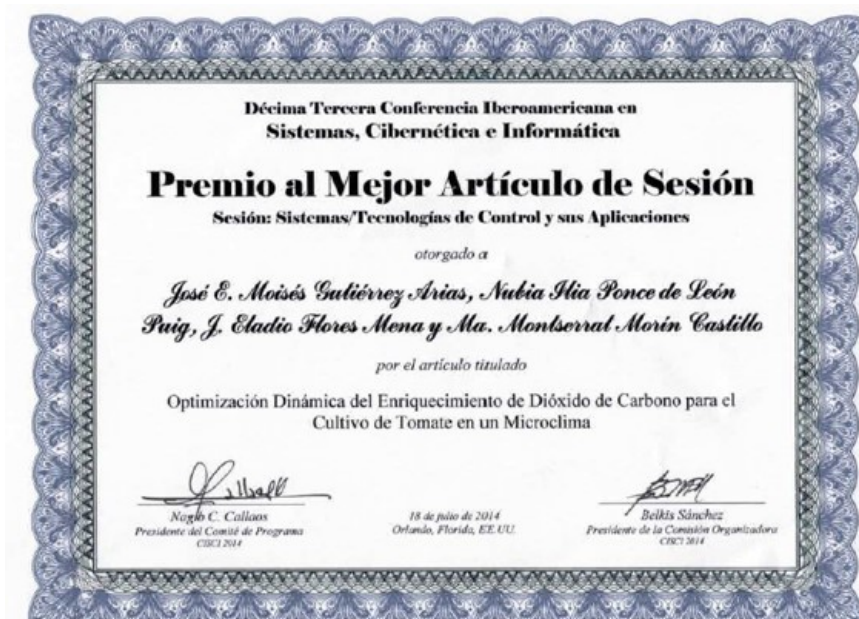 Décima Tercera Conferencia Iberoamericana en
Sistemas, Cibernética e Informática
Premio al Mejor Artículo de Sesión
Sesión: Sistemas/Tecnologías de Control y sus Aplicaciones
otorgado a
José E. Moisés Gutiérrez Arias, Nubia Ilia Ponce de León
Puig, J. Eladio Flores Mena y Ma. Montserrat Morín Castillo
por el artículo titulado
Optimización Dinámica del Enriquecimiento de Dióxido de Carbono para el
Cultivo de Tomate en un Microclima
Nagib C. Callaos
Presidente del Comité de Programa
CISCI 2014
18 de julio de 2014
Orlando, Florida, EE.UU.
Belkis Sánchez
Presidente de la Comisión Organizadora
CISCI 2014